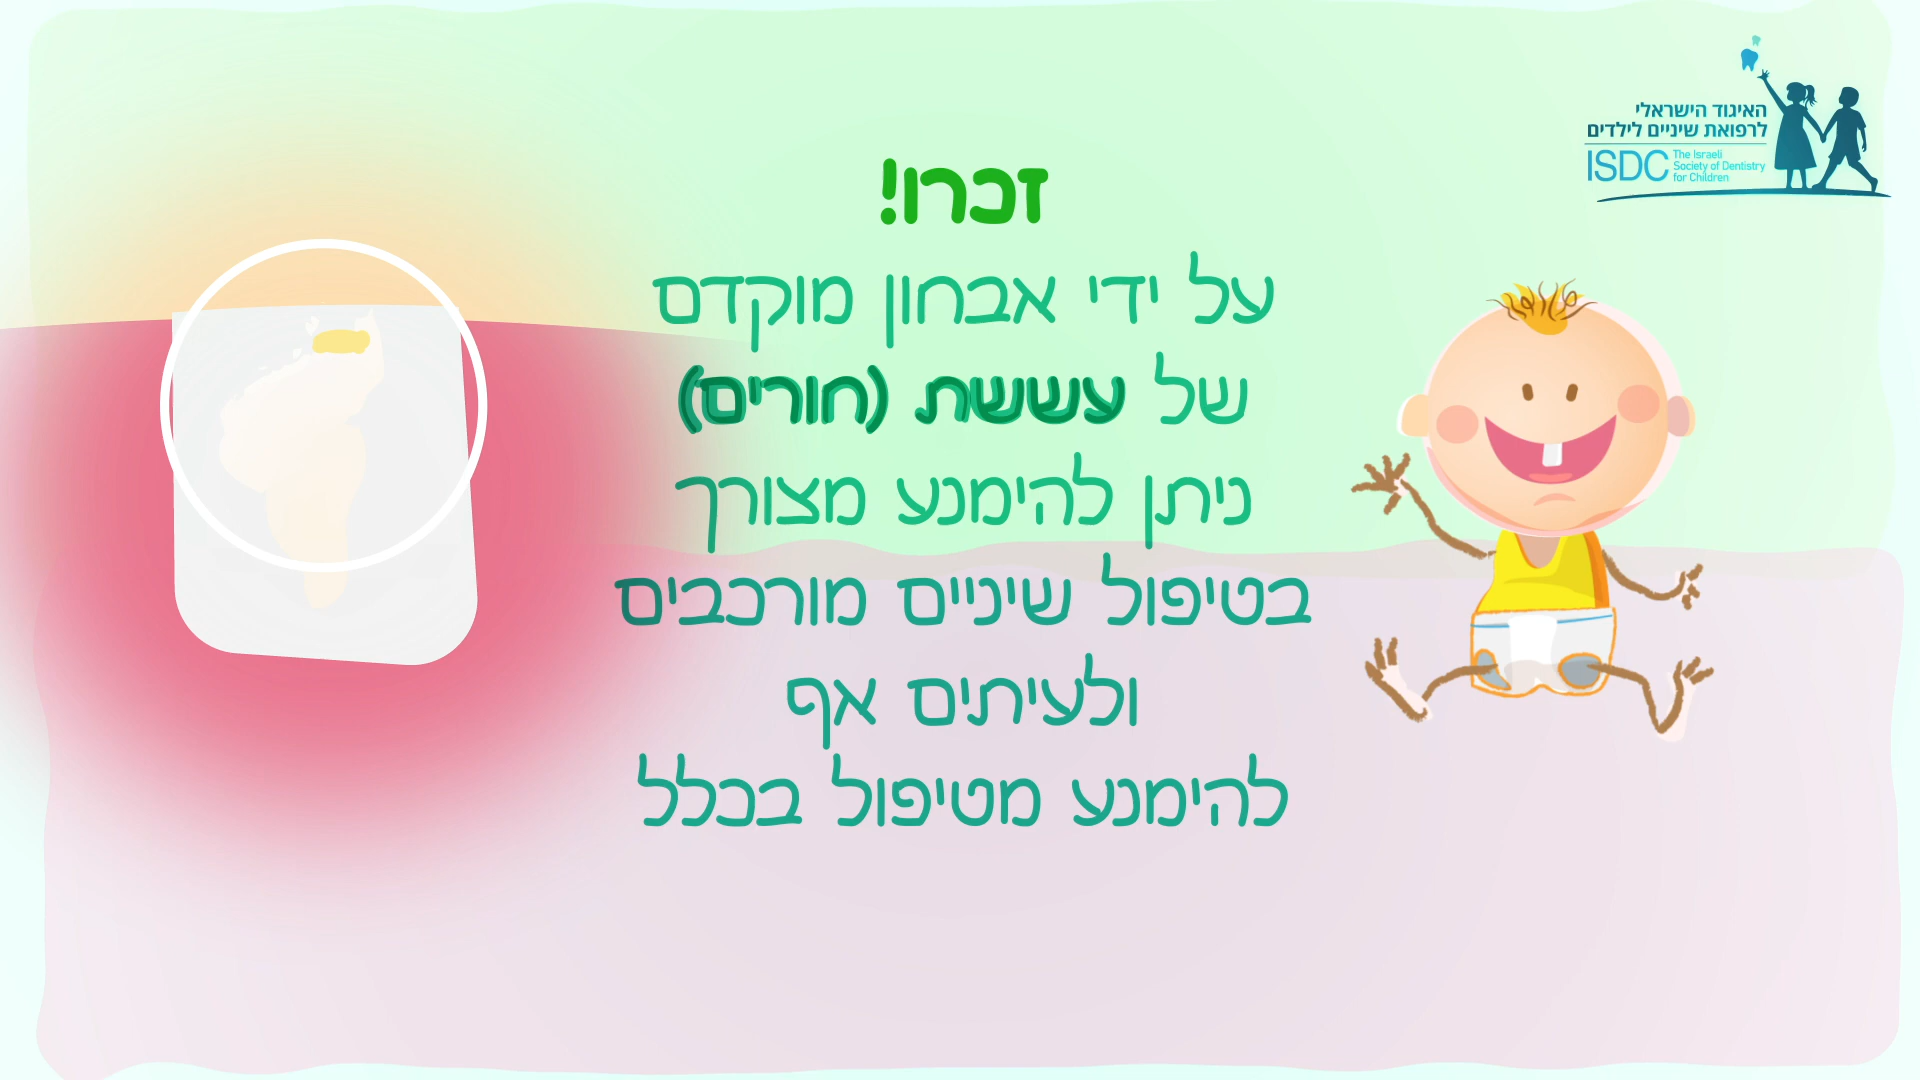 האיגוד הישראלי
לרפואת שיניים לילדים
ISDC
The Israeli
Society of Dentistry
for Children
זכרו!
על ידי אבחון מוקדם
של עששת (חורים)
ניתן להימנע מצורך
בטיפול שיניים מורכבים
ולעיתים אף
להימנע מטיפול בכלל